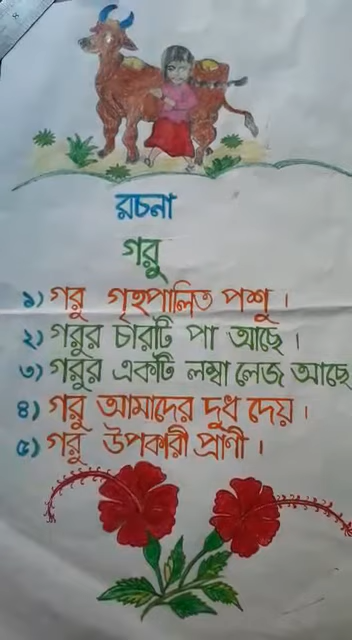 রচনা
গরু
১) গরু গৃহপালিত পশু ।
২) গরুর চারটি পা আছে ।
৩) গরুর একটি লম্বা লেজ আছে
৪) গরু আমাদের দুধ দেয় ।
৫) গরু উপকারী প্রাণী ।